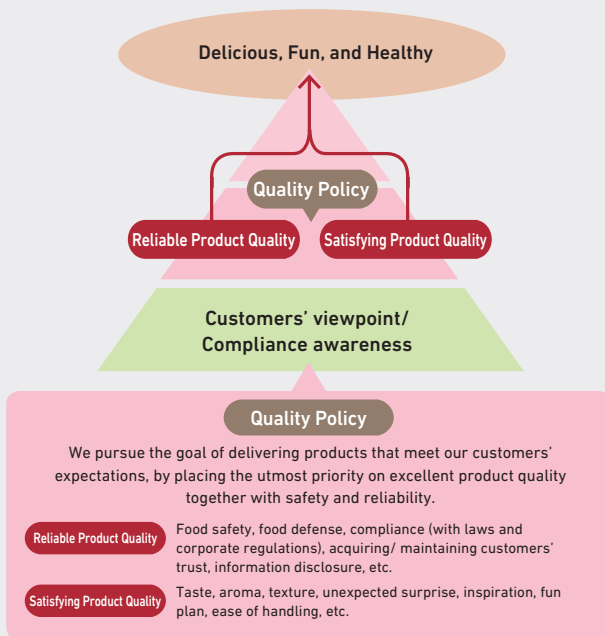 Delicious, Fun, and Healthy
Quality Policy
Reliable Product Quality
Satisfying Product Quality
Customers’ viewpoint/
Compliance awareness
Quality Policy
We pursue the goal of delivering products that meet our customers’
expectations, by placing the utmost priority on excellent product quality
together with safety and reliability.
Reliable Product Quality
Food safety, food defense, compliance (with laws and
corporate regulations), acquiring/ maintaining customers’
trust, information disclosure, etc.
Satisfying Product Quality
Taste, aroma, texture, unexpected surprise, inspiration, fun
plan, ease of handling, etc.